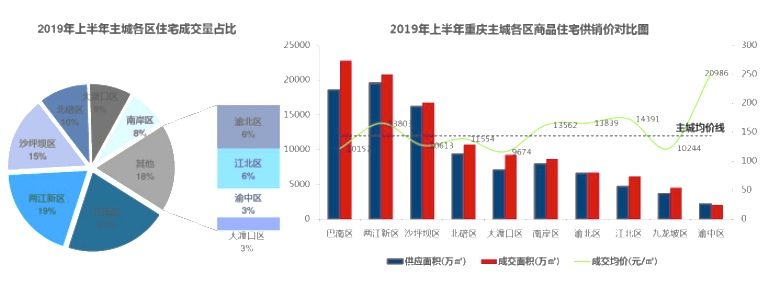 2019年上半年主城各区住宅成交量占比
大渡口区
8%
南岸区
8%
北碚区
10%
沙坪坝区
15%
两江新区
19%
其他
18%
渝北区
6%
江北区
6%
渝中区
3%
大渡口区
3%
2019年上半年重庆主城各区商品住宅供销价对比图
25000
20000
15000
10000
5000
0
300
250
200
150
100
50
0
20986
主城均价线
10157
13803
10613
11554
9674
13562
13839
14391
10244
巴南区 两江新区 沙坪坝区 北碚区 大渡口区 南岸区 渝北区 江北区 九龙坡区 渝中区
供应面积(万㎡) 成交面积(万㎡) 成交均价(元/㎡)